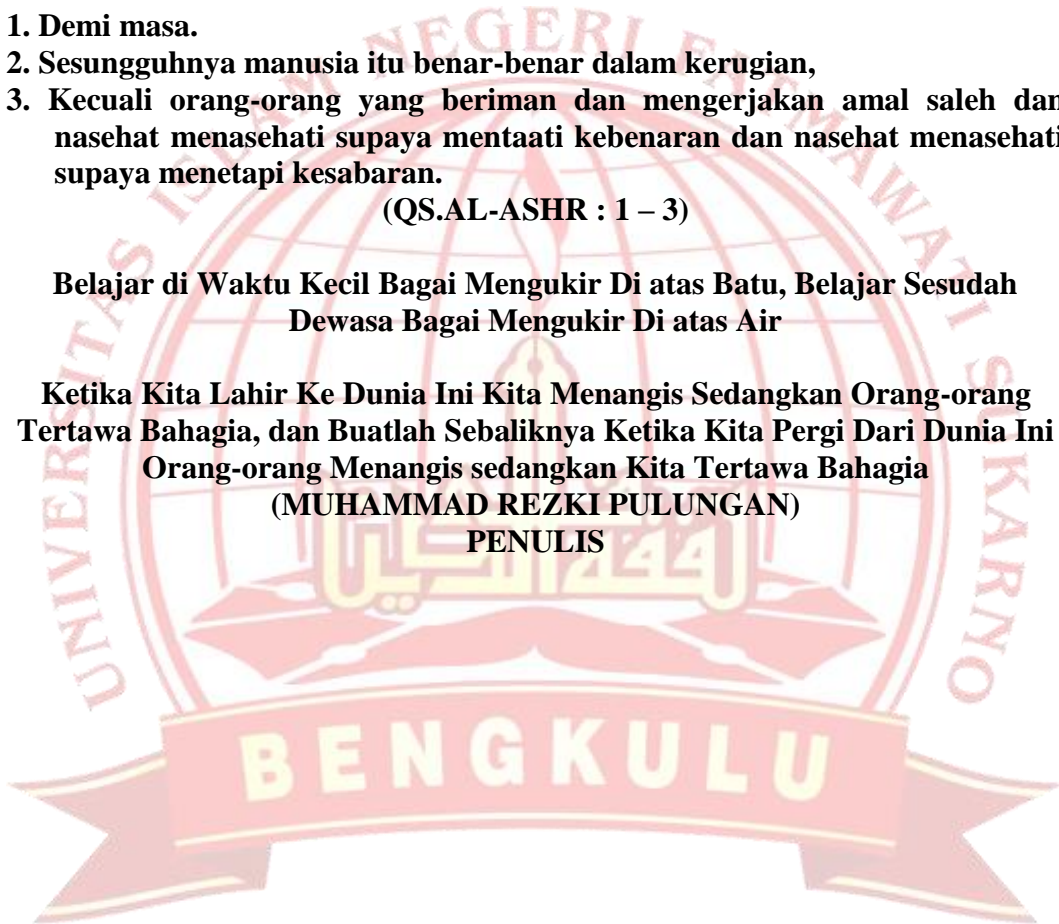 1. Demi masa.
2. Sesungguhnya manusia itu benar-benar dalam kerugian,
3. Kecuali orang-orang yang beriman dan mengerjakan amal saleh dan
nasehat menasehati supaya mentaati kebenaran dan nasehat menasehati
supaya menetapi kesabaran.
(QS.AL-ASHR : 1 – 3)
Belajar di Waktu Kecil Bagai Mengukir Di atas Batu, Belajar Sesudah
Dewasa Bagai Mengukir Di atas Air
Ketika Kita Lahir Ke Dunia Ini Kita Menangis Sedangkan Orang-orang
Tertawa Bahagia, dan Buatlah Sebaliknya Ketika Kita Pergi Dari Dunia Ini
Orang-orang Menangis sedangkan Kita Tertawa Bahagia
(MUHAMMAD REZKI PULUNGAN)
PENULIS
UNIVERSITAS ISLAM NEGERI FATMAWATI SUKARNO
BENGKULU